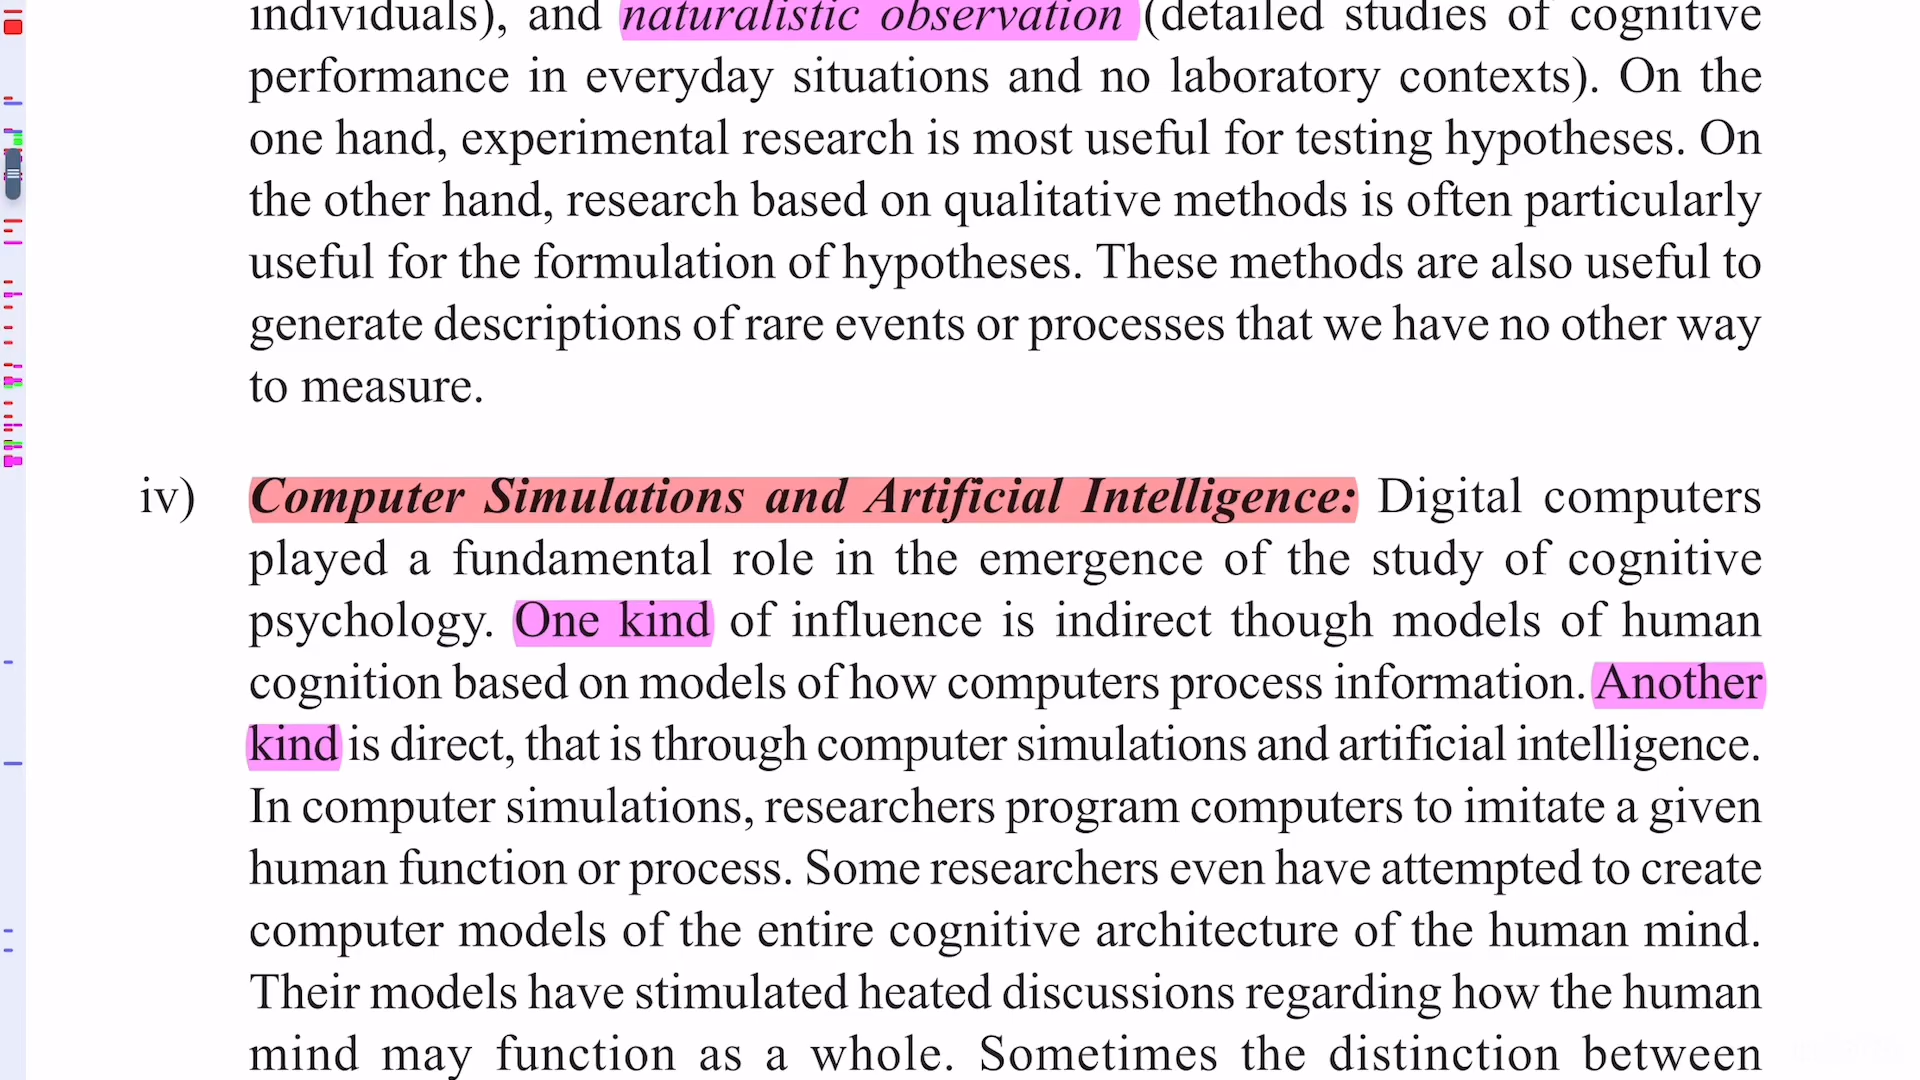 individuals), and naturalistic observation (detailed studies of cognitive
performance in everyday situations and no laboratory contexts). On the
one hand, experimental research is most useful for testing hypotheses. On
the other hand, research based on qualitative methods is often particularly
useful for the formulation of hypotheses. These methods are also useful to
generate descriptions of rare events or processes that we have no other way
to measure.
iv) Computer Simulations and Artificial Intelligence: Digital computers
played a fundamental role in the emergence of the study of cognitive
psychology. One kind of influence is indirect though models of human
cognition based on models of how computers process information. Another
kind is direct, that is through computer simulations and artificial intelligence.
In computer simulations, researchers program computers to imitate a given
human function or process. Some researchers even have attempted to create
computer models of the entire cognitive architecture of the human mind.
Their models have stimulated heated discussions regarding how the human
mind may function as a whole. Sometimes the distinction between